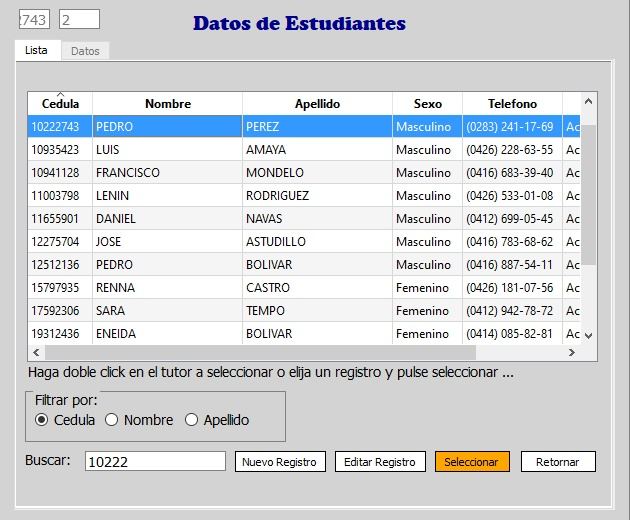 2743 2
Datos de Estudiantes
Lista Datos
Cedula Nombre Apellido Sexo Telefono
10222743 PEDRO PEREZ Masculino (0283) 241-17-69 Ac
10935423 LUIS AMAYA Masculino (0426) 228-63-55 Ac
10941128 FRANCISCO MONDELO Masculino (0416) 683-39-40 Ac
11003798 LENIN RODRIGUEZ Masculino (0426) 533-01-08 Ac
11655901 DANIEL NAVAS Masculino (0412) 699-05-45 Ac
12275704 JOSE ASTUDILLO Masculino (0416) 783-68-62 Ac
12512136 PEDRO BOLIVAR Masculino (0416) 887-54-11 Ac
15797935 RENNA CASTRO Femenino (0426) 181-07-56 Ac
17592306 SARA TEMPO Femenino (0412) 942-78-72 Ac
19312436 ENEIDA BOLIVAR Femenino (0414) 085-82-81 Ac
Haga doble click en el tutor a seleccionar o elija un registro y pulse seleccionar ...
Filtrar por:
Cedula Nombre Apellido
Buscar: 10222 Nuevo Registro Editar Registro Seleccionar Retornar